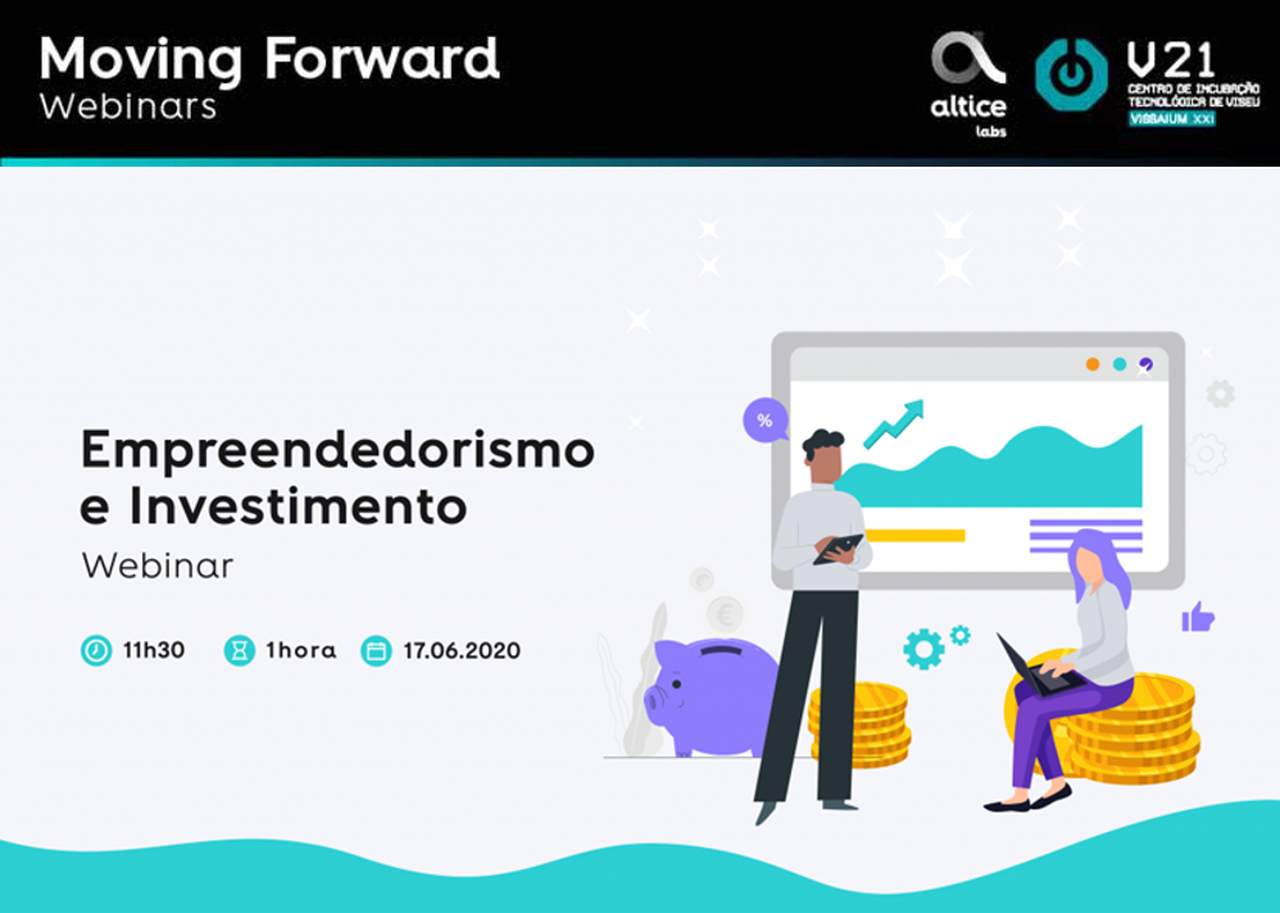 Moving Forward
Webinars
altice
labs
V21
CENTRO DE INCUBAÇÃO
TECNOLÓGICA DE VISEU
VISSAIUM XXI
%
€
Empreendedorismo
e Investimento
Webinar
11h30 1hora 17.06.2020